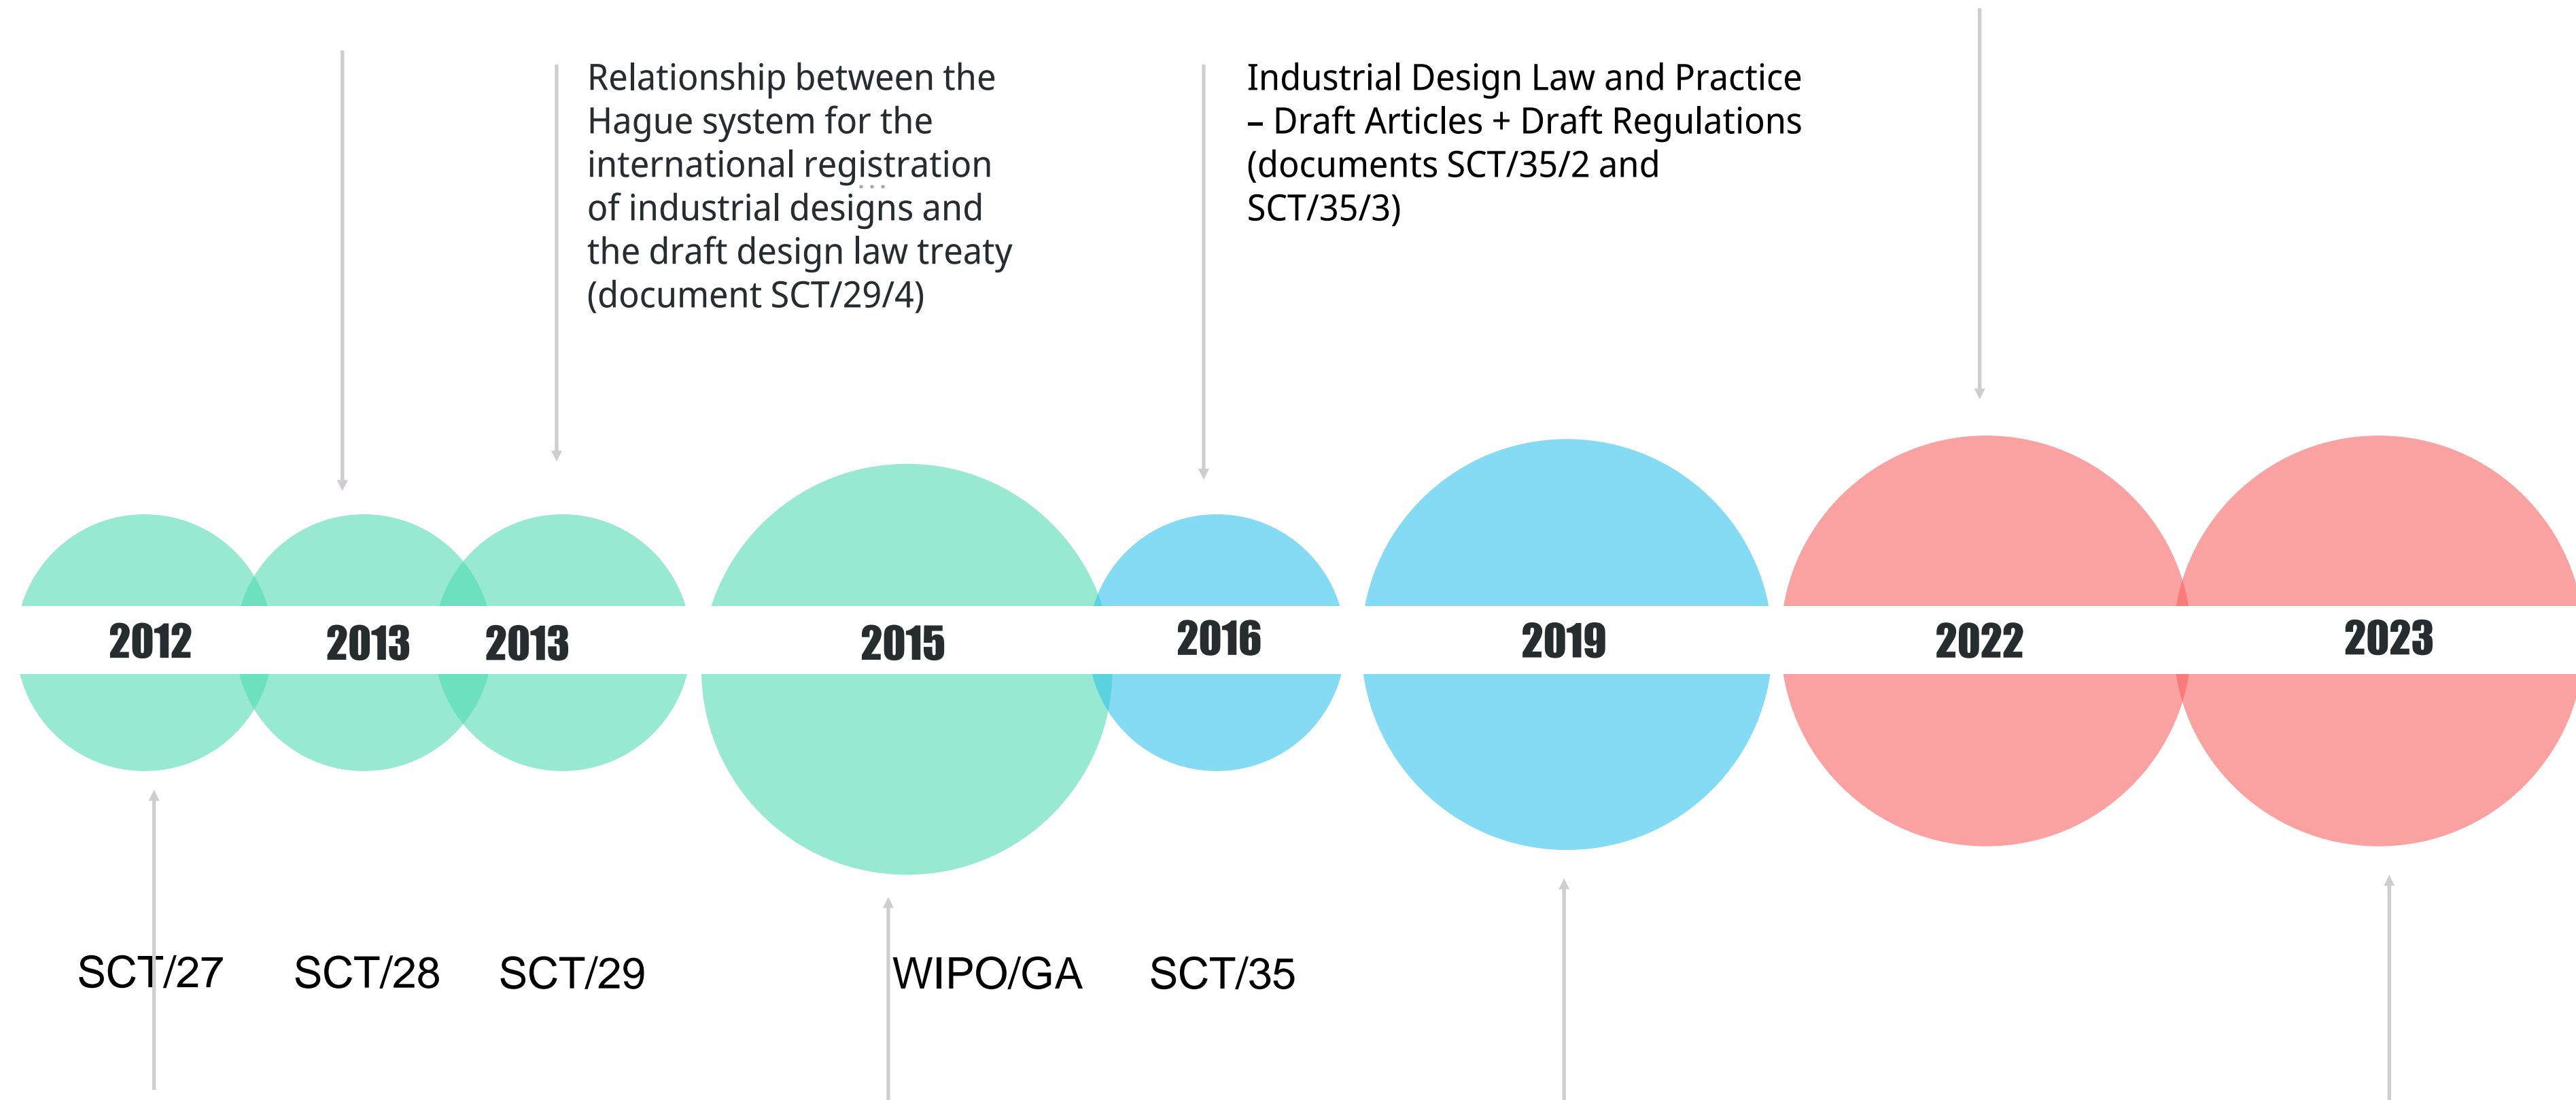 Relationship between the
Hague system for the
international registration
...
of industrial designs and
the draft design law treaty
(document SCT/29/4)
Industrial Design Law and Practice
– Draft Articles + Draft Regulations
(documents SCT/35/2 and
SCT/35/3)
2012
2013
2013
2015
2016
2019
2022
2023
SCT/27
SCT/28
SCT/29
WIPO/GA
SCT/35